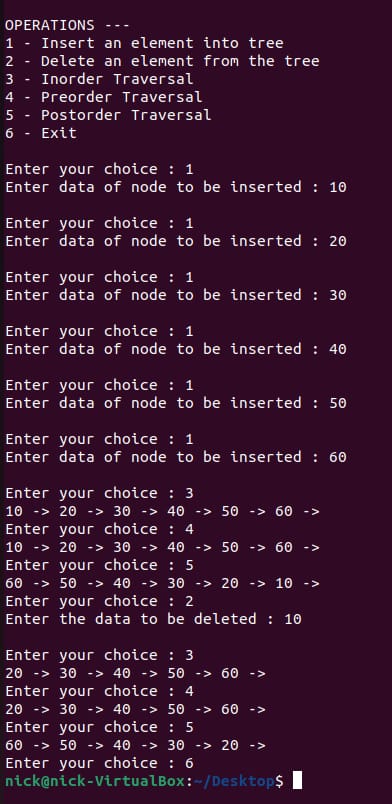 OPERATIONS ---
1 - Insert an element into tree
2 - Delete an element from the tree
3 - Inorder Traversal
4 - Preorder Traversal
5 - Postorder Traversal
6 - Exit
Enter your choice : 1
Enter data of node to be inserted : 10
Enter your choice : 1
Enter data of node to be inserted : 20
Enter your choice : 1
Enter data of node to be inserted : 30
Enter your choice : 1
Enter data of node to be inserted : 40
Enter your choice : 1
Enter data of node to be inserted : 50
Enter your choice : 1
Enter data of node to be inserted : 60
Enter your choice : 3
10 -> 20 -> 30 -> 40 -> 50 -> 60 ->
Enter your choice : 4
10 -> 20 -> 30 -> 40 -> 50 -> 60 ->
Enter your choice : 5
60 -> 50 -> 40 -> 30 -> 20 -> 10 ->
Enter your choice : 2
Enter the data to be deleted : 10
Enter your choice : 3
20 -> 30 -> 40 -> 50 -> 60 ->
Enter your choice : 4
20 -> 30 -> 40 -> 50 -> 60 ->
Enter your choice : 5
60 -> 50 -> 40 -> 30 -> 20 ->
Enter your choice : 6
nick@nick-VirtualBox:~/Desktop$